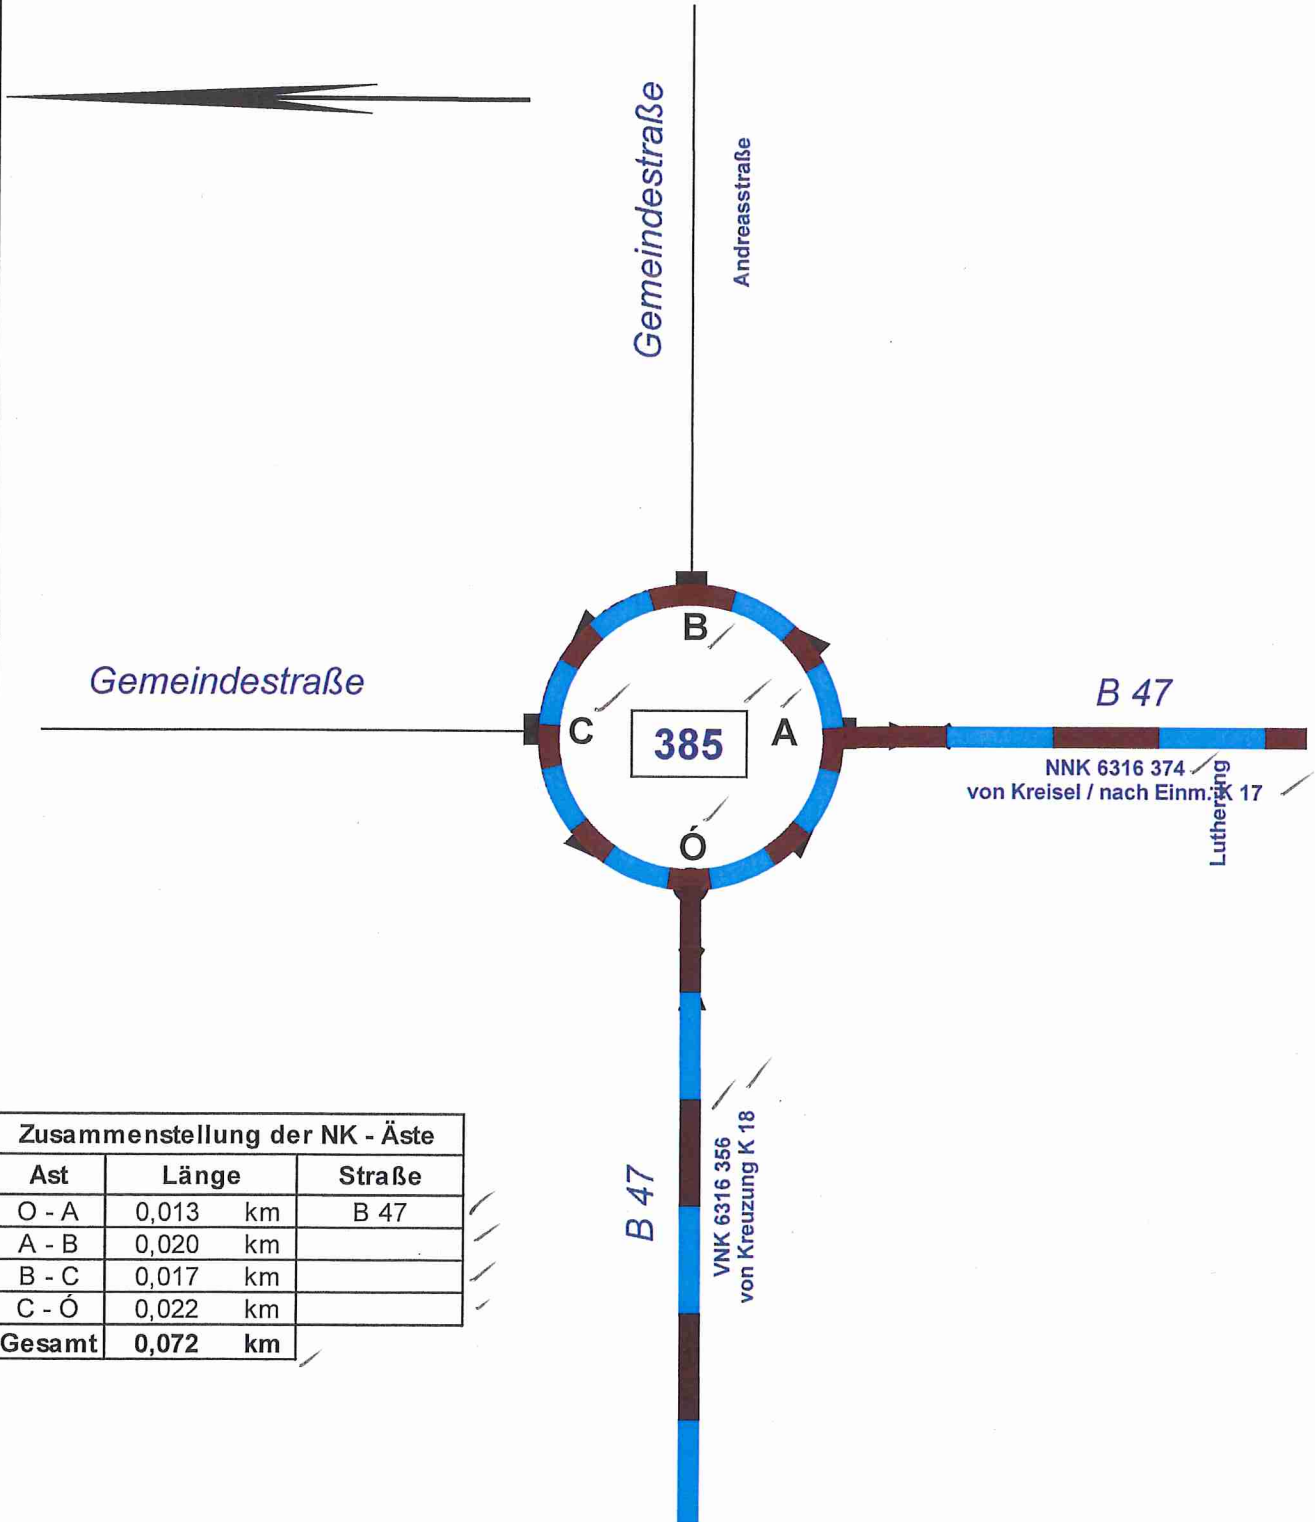 Gemeindestraße
Andreasstraße
B
Gemeindestraße
C
385
A
B 47
NNK 6316 374
von Kreisel / nach Einm. K 17
Lutherring
Ó
B 47
VNK 6316 356
von Kreuzung K 18
Zusammenstellung der NK - Äste
Ast Länge Straße
O - A 0,013 km B 47
A - B 0,020 km
B - C 0,017 km
C - Ó 0,022 km
Gesamt 0,072 km